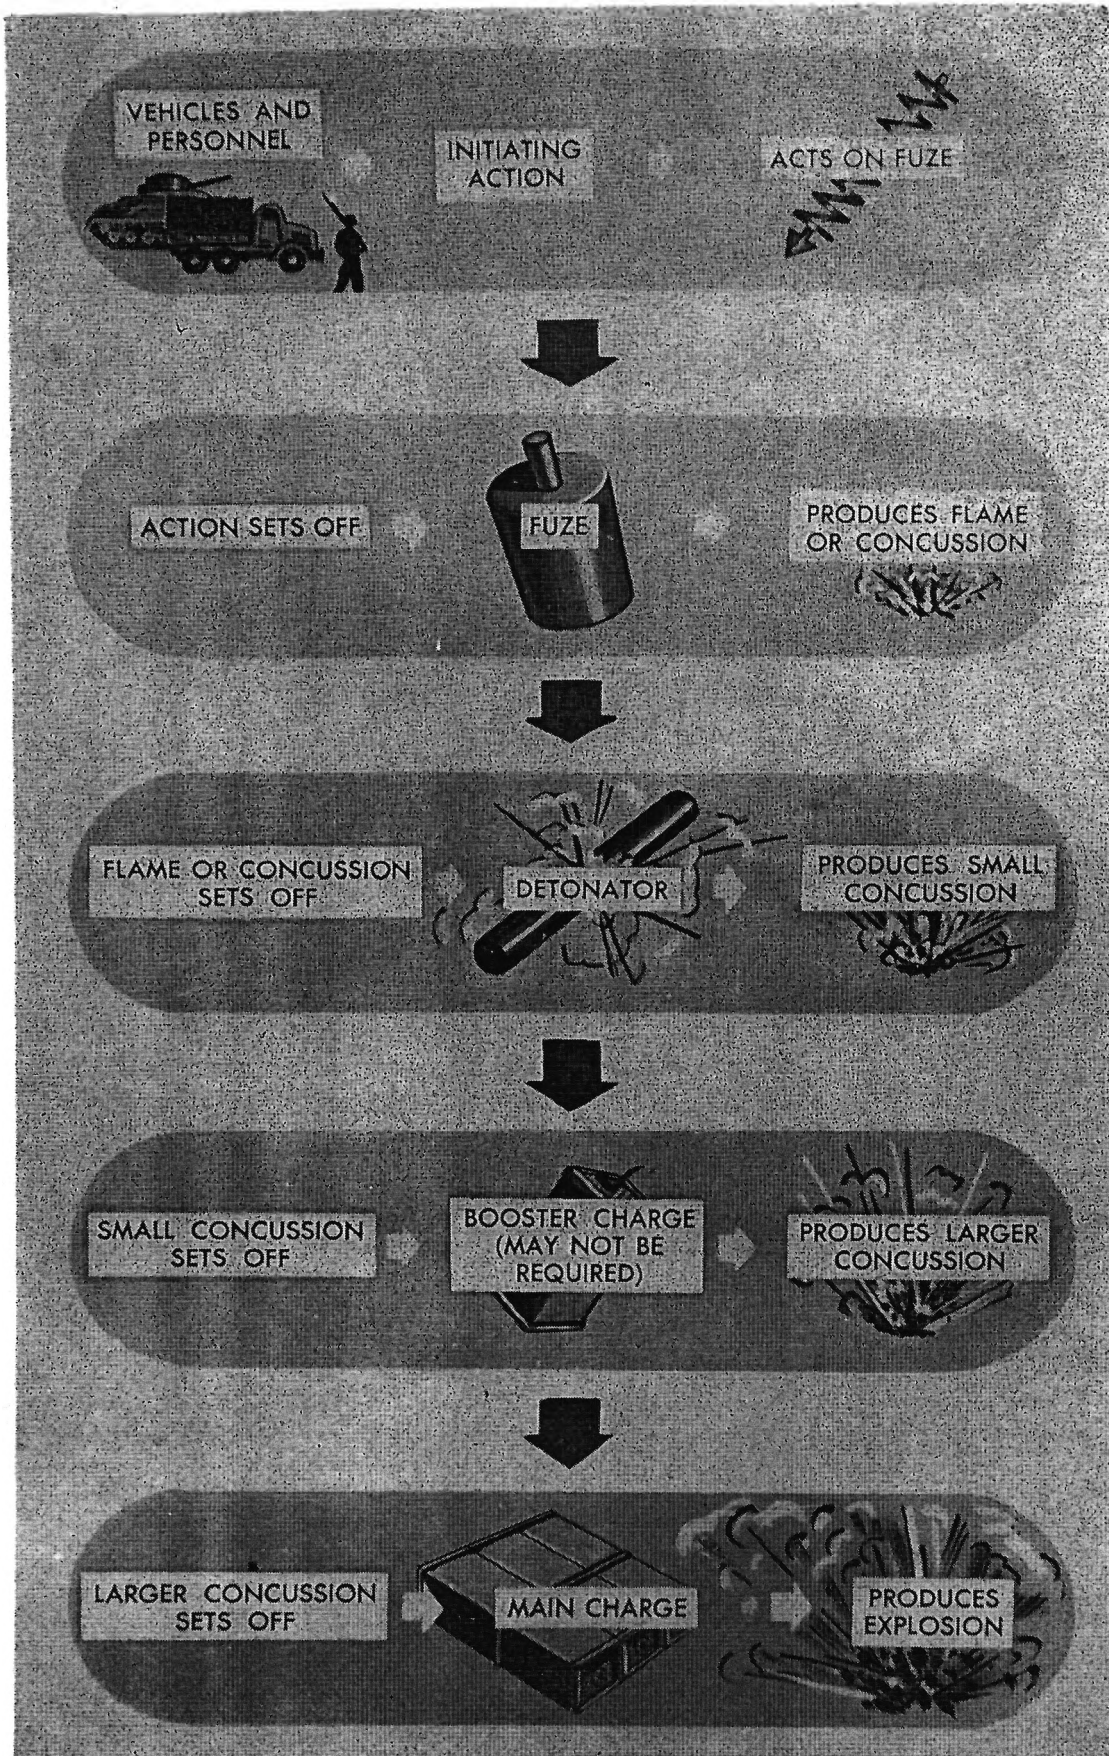 VEHICLES AND
PERSONNEL
INITIATING
ACTION
ACTS ON FUZE
ACTION SETS OFF
FUZE
PRODUCES FLAME
OR CONCUSSION
FLAME OR CONCUSSION
SETS OFF
DETONATOR
PRODUCES SMALL
CONCUSSION
SMALL CONCUSSION
SETS OFF
BOOSTER CHARGE
(MAY NOT BE
REQUIRED)
PRODUCES LARGER
CONCUSSION
LARGER CONCUSSION
SETS OFF
MAIN CHARGE
PRODUCES
EXPLOSION